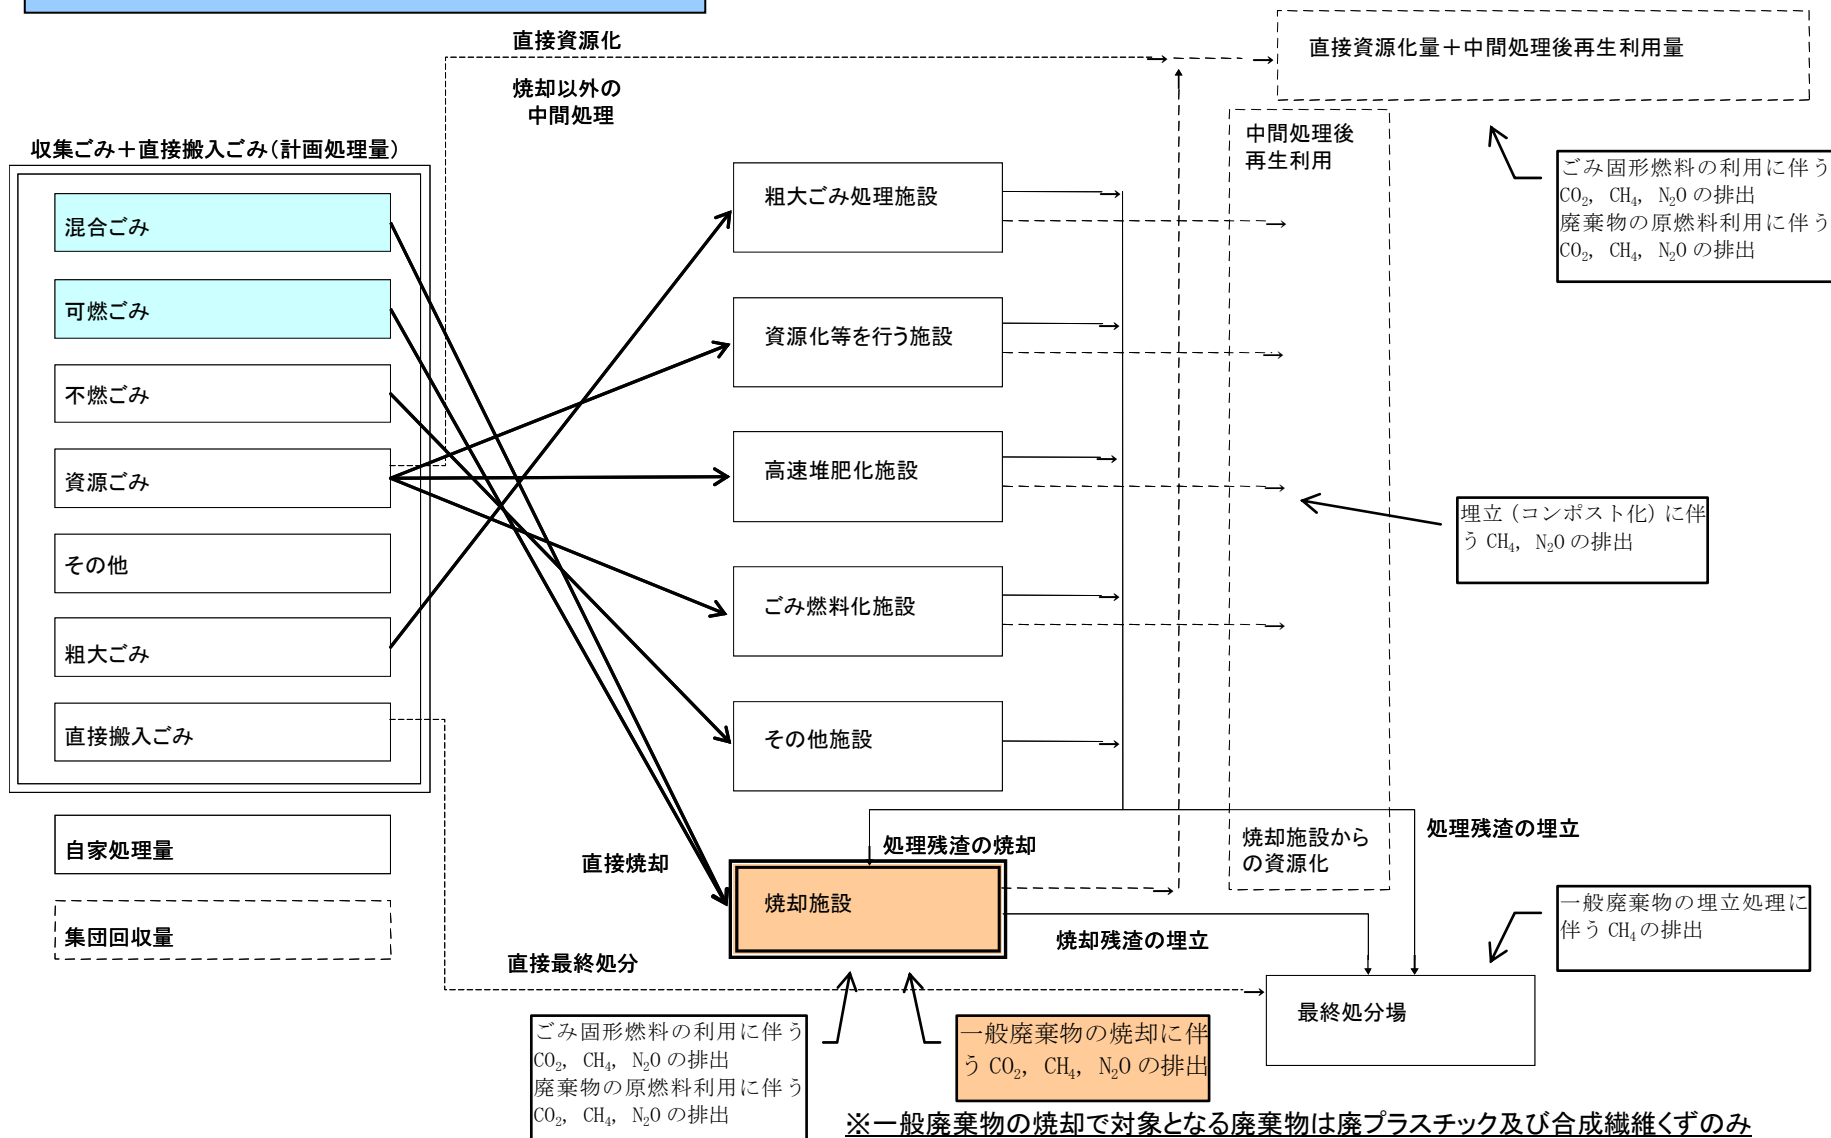 直接資源化
直接資源化量＋中間処理後再生利用量
焼却以外の
中間処理
中間処理後
再生利用
収集ごみ＋直接搬入ごみ（計画処理量）
ごみ固形燃料の利用に伴う
CO₂, CH₄, N₂O の排出
廃棄物の原燃料利用に伴う
CO₂, CH₄, N₂O の排出
混合ごみ
可燃ごみ
不燃ごみ
資源ごみ
その他
粗大ごみ
直接搬入ごみ
自家処理量
集団回収量
粗大ごみ処理施設
資源化等を行う施設
高速堆肥化施設
ごみ燃料化施設
その他施設
埋立（コンポスト化）に伴
う CH₄, N₂O の排出
直接焼却
処理残渣の焼却
焼却施設
焼却施設から
の資源化
処理残渣の埋立
焼却残渣の埋立
一般廃棄物の埋立処理に
伴う CH₄の排出
直接最終処分
最終処分場
ごみ固形燃料の利用に伴う
CO₂, CH₄, N₂O の排出
廃棄物の原燃料利用に伴う
CO₂, CH₄, N₂O の排出
一般廃棄物の焼却に伴
う CO₂, CH₄, N₂O の排出
※一般廃棄物の焼却で対象となる廃棄物は廃プラスチック及び合成繊維くずのみ